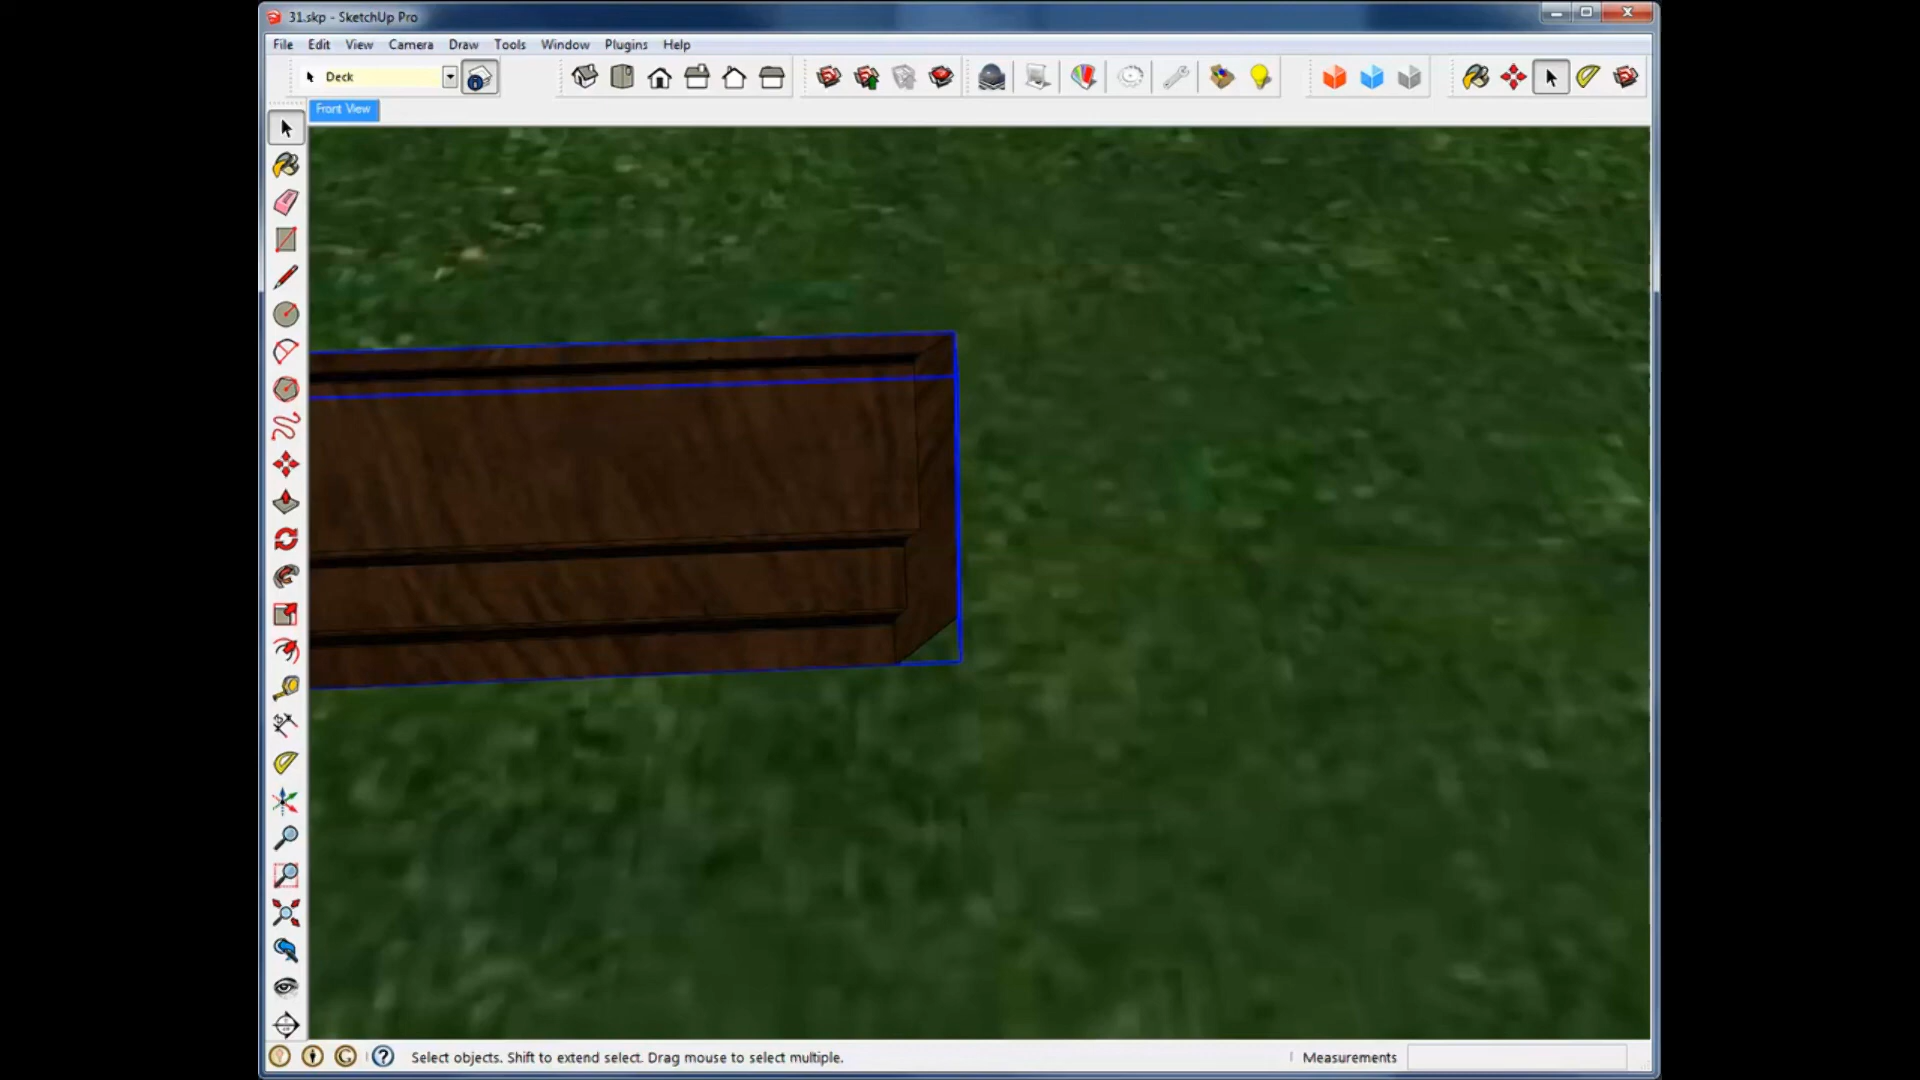 31.skp - SketchUp Pro
File Edit View Camera Draw Tools Window Plugins Help
Deck
Front View
Select objects. Shift to extend select. Drag mouse to select multiple.
Measurements